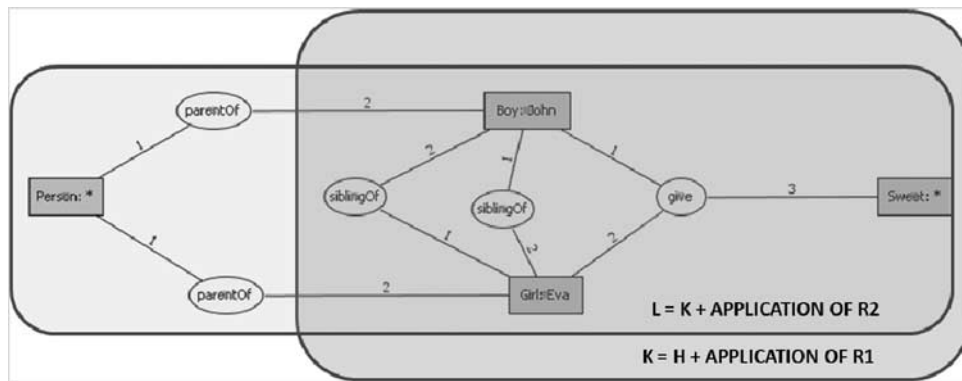 parentOf
2
Boy: John
1
2
1
1
Person: *
siblingOf
siblingOf
give
3
Sweet: *
1
1
2
2
parentOf
2
Girl: Eva
L = K + APPLICATION OF R2
K = H + APPLICATION OF R1